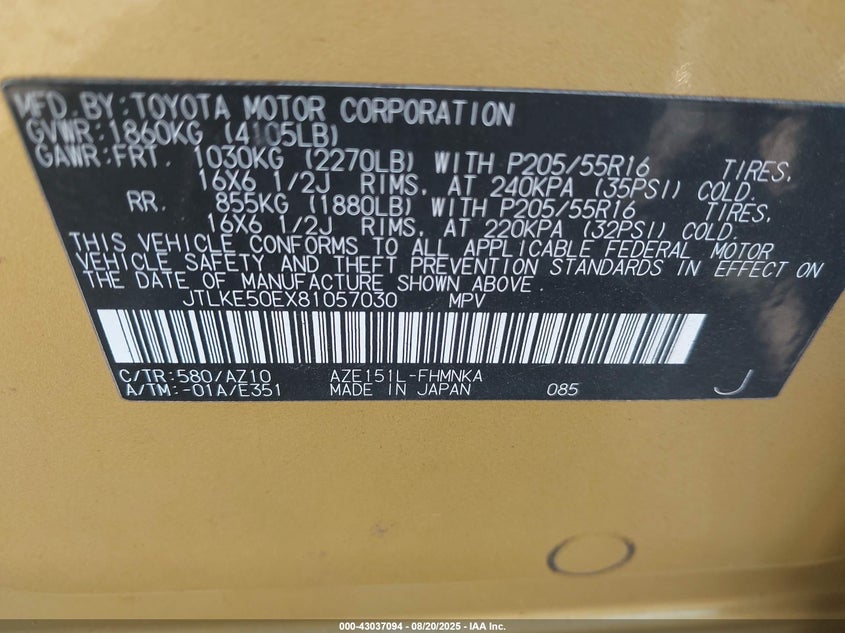 MFD. BY: TOYOTA MOTOR CORPORATION
GVWR: 1860KG (4105LB)
GAWR: FRT. 1030KG (2270LB) WITH P205/55R16 TIRES,
16X6 1/2J RIMS, AT 240KPA (35PSI) COLD.
RR. 855KG (1880LB) WITH P205/55R16 TIRES,
16X6 1/2J RIMS, AT 220KPA (32PSI) COLD.
THIS VEHICLE CONFORMS TO ALL APPLICABLE FEDERAL MOTOR
VEHICLE SAFETY AND THEFT PREVENTION STANDARDS IN EFFECT ON
THE DATE OF MANUFACTURE SHOWN ABOVE.
JTLKE50EX81057030 MPV
C/TR: 580/AZ10 AZE151L-FHMNKA
A/TM: -01A/E351 MADE IN JAPAN 085 J
000-43037094 - 08/20/2025 - IAA Inc.